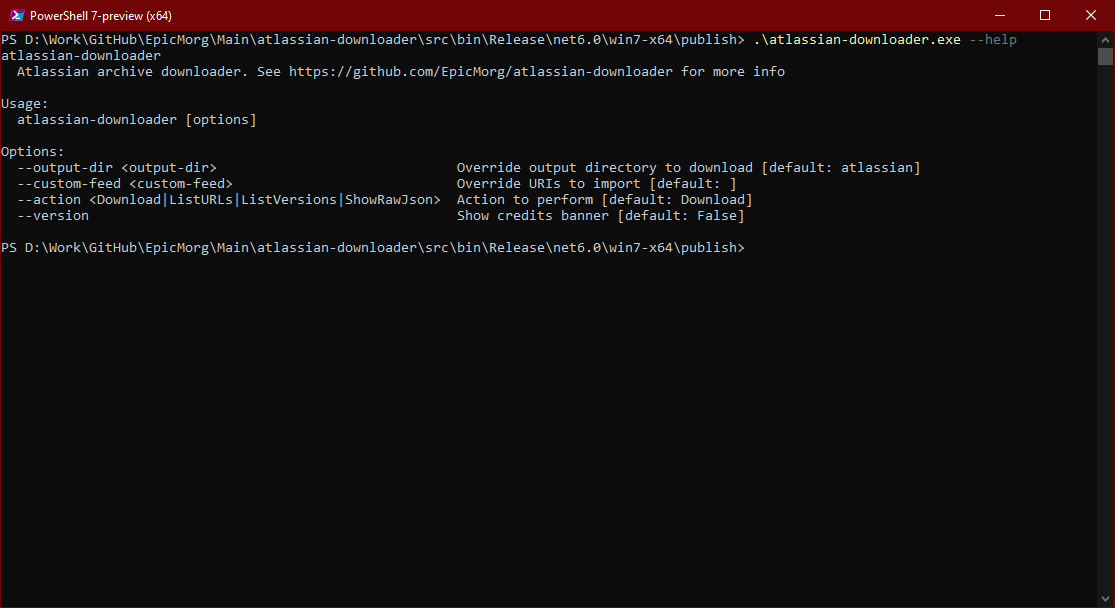 PowerShell 7-preview (x64)
PS D:\Work\GitHub\EpicMorg\Main\atlassian-downloader\src\bin\Release\net6.0\win7-x64\publish> .\atlassian-downloader.exe --help
atlassian-downloader
  Atlassian archive downloader. See https://github.com/EpicMorg/atlassian-downloader for more info

Usage:
  atlassian-downloader [options]

Options:
  --output-dir <output-dir>                              Override output directory to download [default: atlassian]
  --custom-feed <custom-feed>                            Override URIs to import [default: ]
  --action <Download|ListURLs|ListVersions|ShowRawJson>  Action to perform [default: Download]
  --version                                              Show credits banner [default: False]

PS D:\Work\GitHub\EpicMorg\Main\atlassian-downloader\src\bin\Release\net6.0\win7-x64\publish>